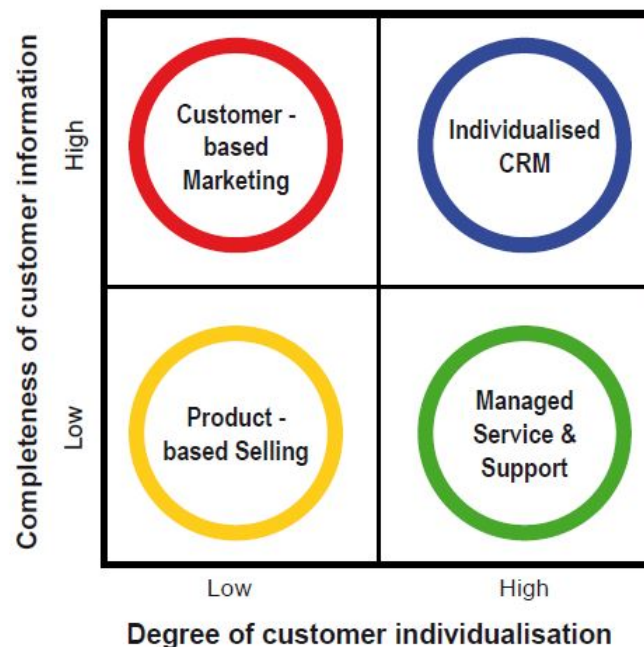 Completeness of customer information
High
Low
Customer -
based
Marketing
Individualised
CRM
Product -
based Selling
Managed
Service &
Support
Low
High
Degree of customer individualisation